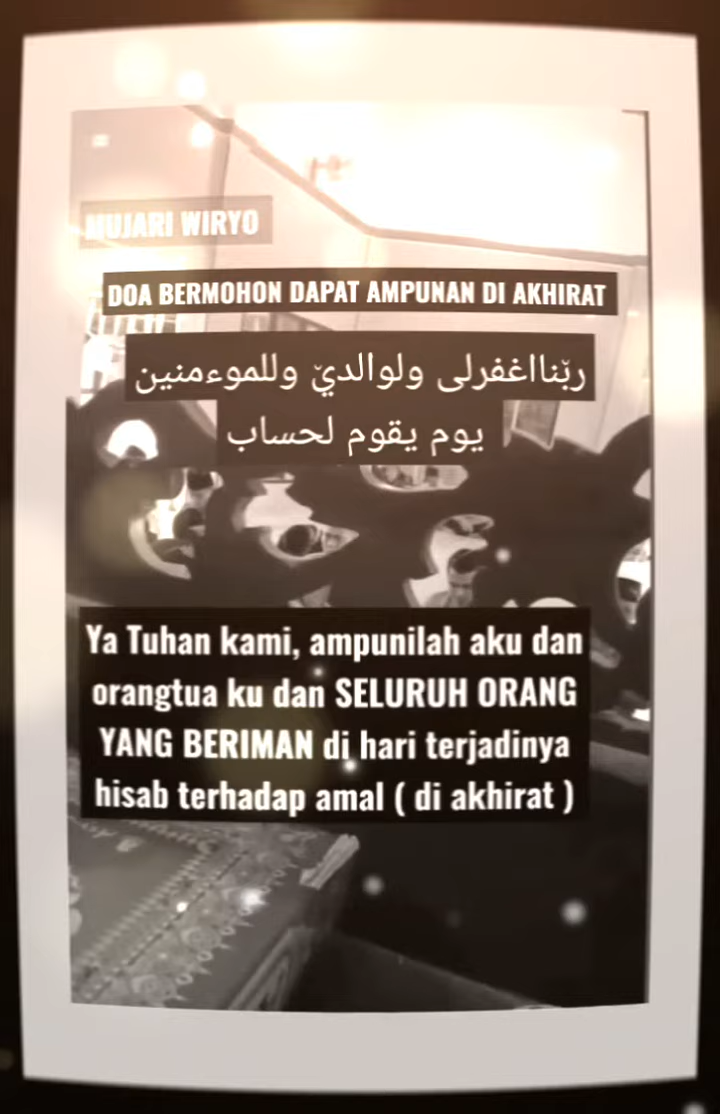 MUJARI WIRYO
DOA BERMOHON DAPAT AMPUNAN DI AKHIRAT
ربّنااغفرلى ولوالديّ وللموءمنين
يوم يقوم لحساب
Ya Tuhan kami, ampunilah aku dan
orangtua ku dan SELURUH ORANG
YANG BERIMAN di hari terjadinya
hisab terhadap amal ( di akhirat )